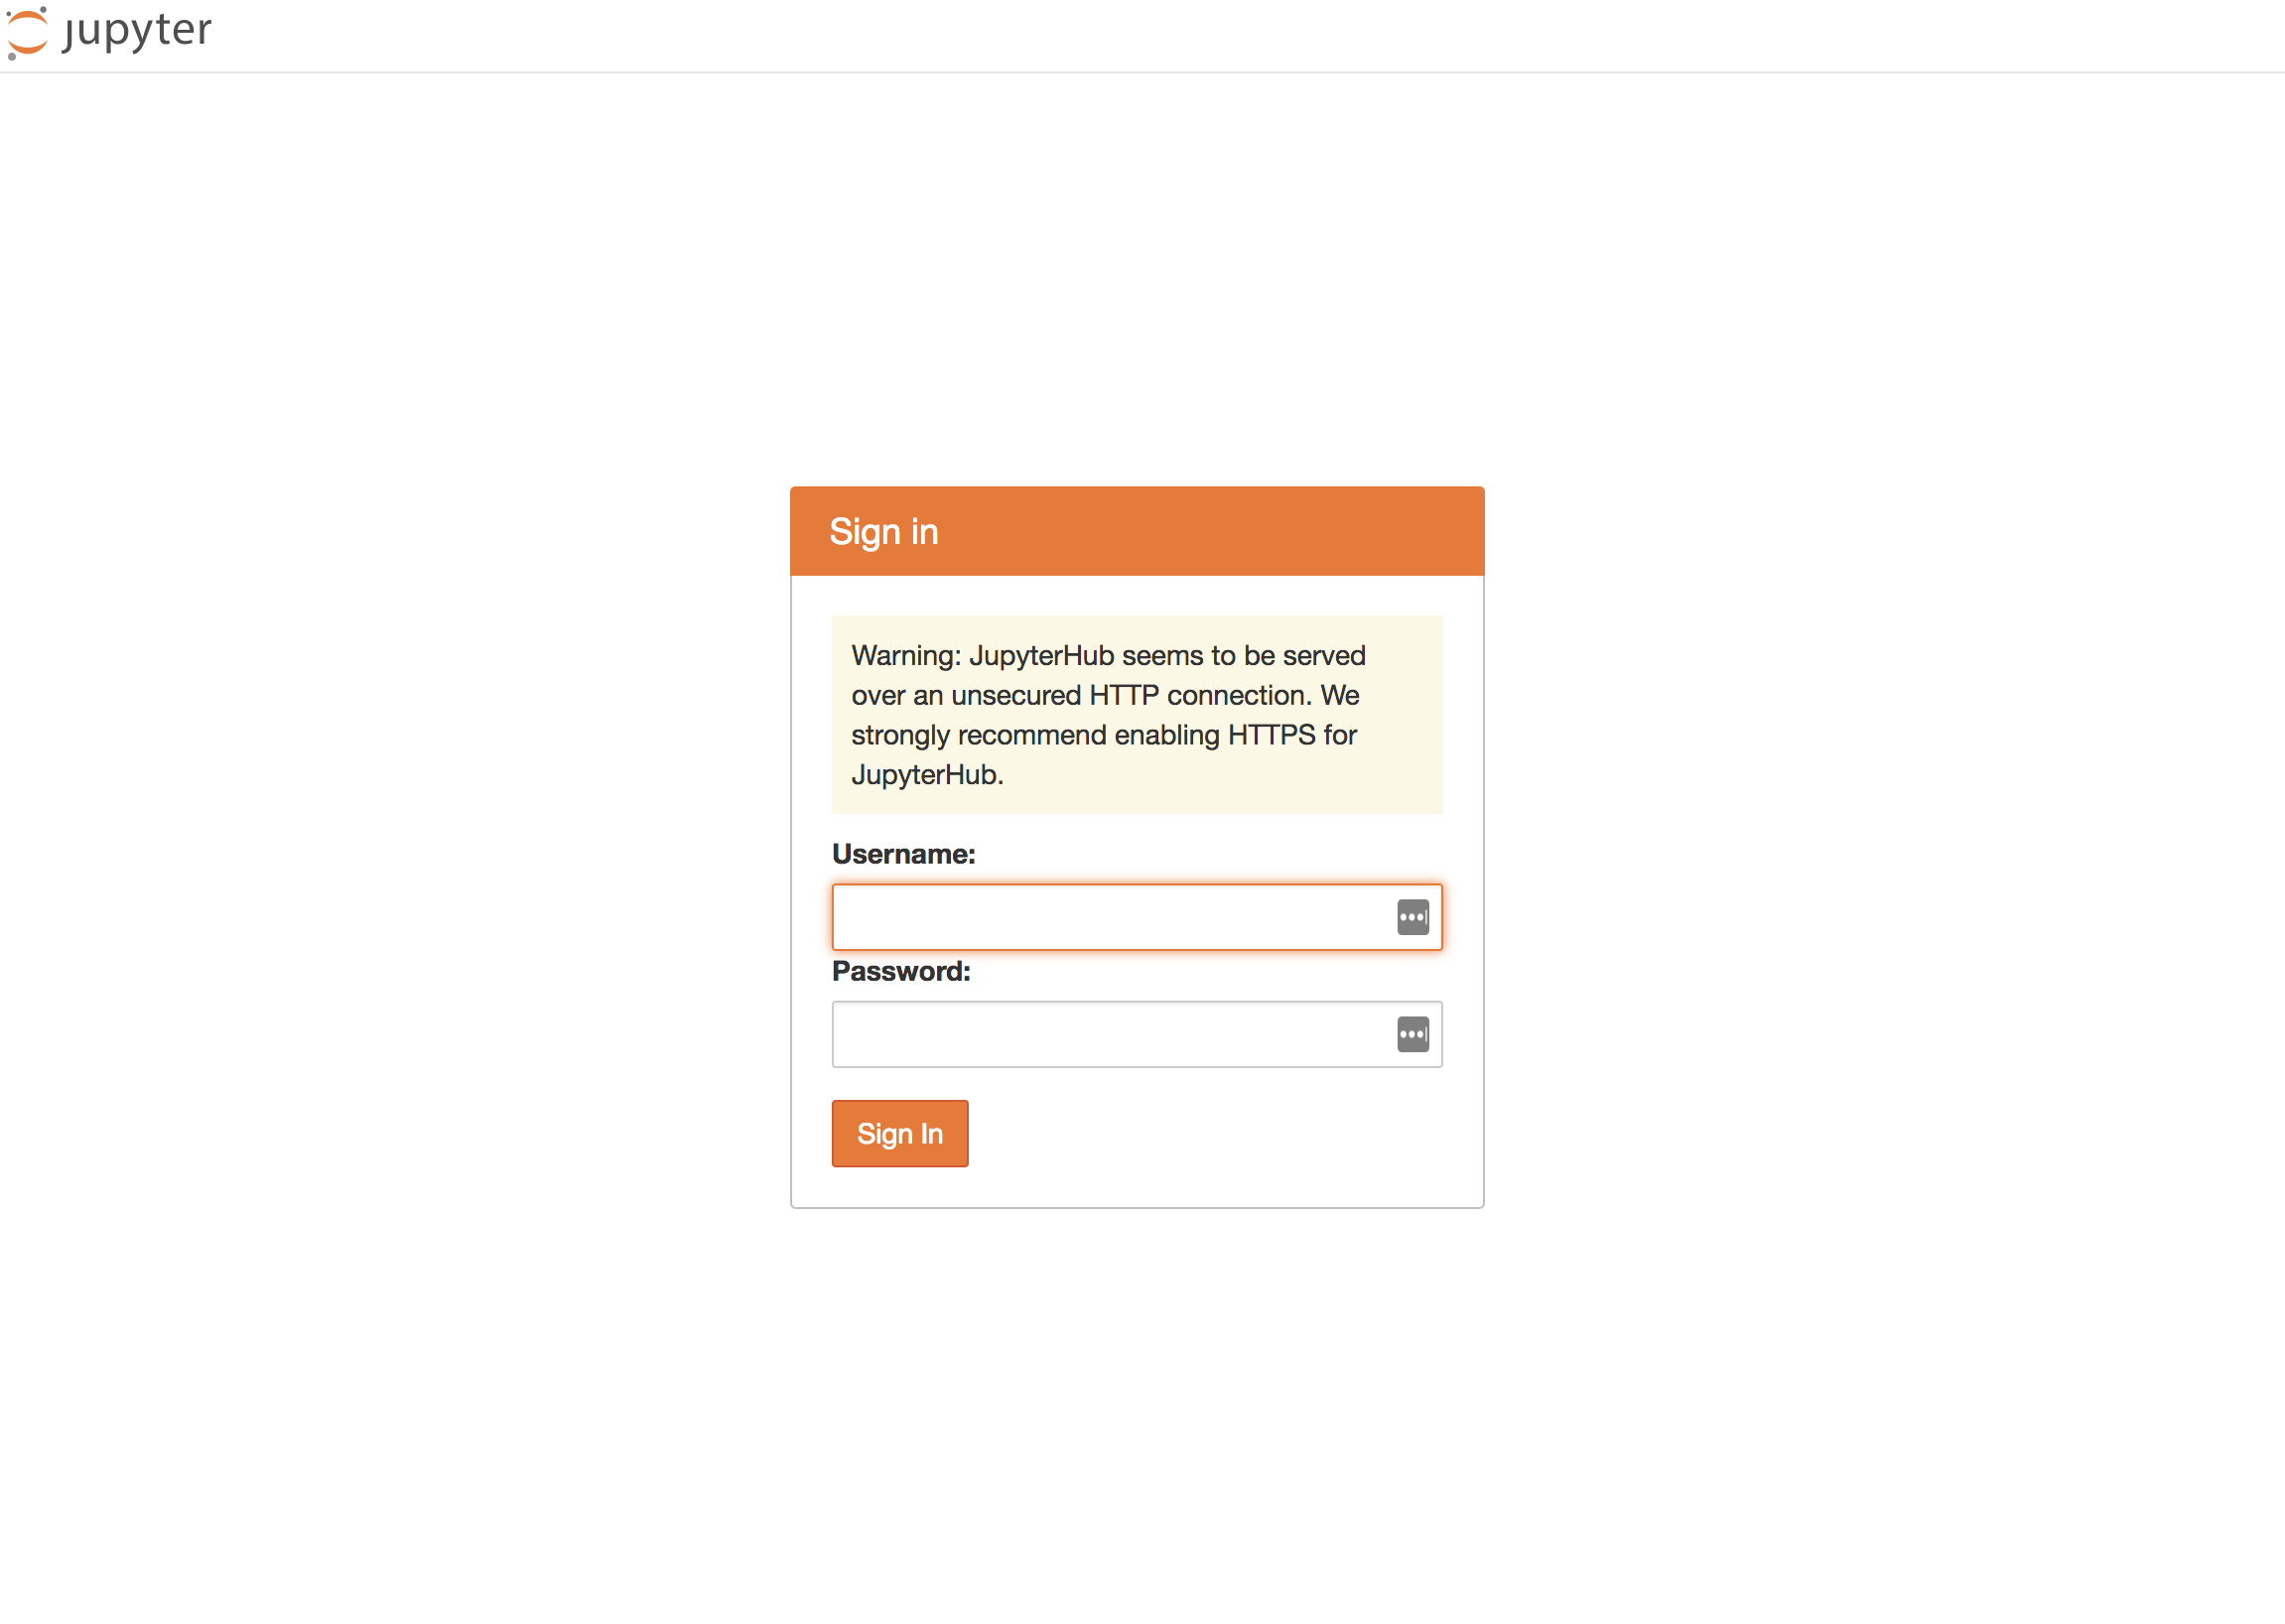 jupyter
Sign in
Warning: JupyterHub seems to be served
over an unsecured HTTP connection. We
strongly recommend enabling HTTPS for
JupyterHub.
Username:
Password:
Sign In